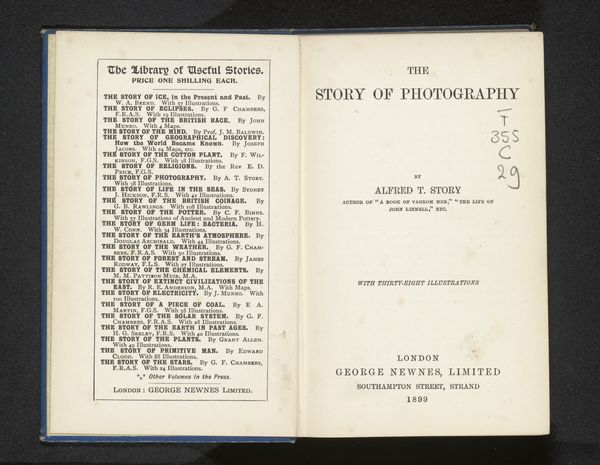 The Library of Useful Stories.
PRICE ONE SHILLING EACH.
THE STORY OF ICE, in the Present and Past. By
W. A. BREND. With 37 Illustrations.
THE STORY OF ECLIPSES. By G. F CHAMBERS,
F.R.A.S. With 19 Illustrations.
THE STORY OF THE BRITISH RACE. By JOHN
MUNRO. With 4 Maps.
THE STORY OF THE MIND. By Prof. J. M. BALDWIN.
THE STORY OF GEOGRAPHICAL DISCOVERY:
How the World Became Known. By JOSEPH
JACOBS. With 24 Maps, etc.
THE STORY OF THE COTTON PLANT. By F. WIL-
KINSON, F.G.S. With 38 Illustrations.
THE STORY OF RELIGIONS. By the Rev E. D.
PRICE, F.G.S.
THE STORY OF PHOTOGRAPHY. By A. T. STORY.
With 38 Illustrations.
THE STORY OF LIFE IN THE SEAS. By SYDNEY
J. HICKSON, F.R.S. With 42 Illustrations.
THE STORY OF THE BRITISH COINAGE. By
G. B. RAWLINGS. With 108 Illustrations.
THE STORY OF THE POTTER. By C. F. BINNS.
With 57 Illustrations of Ancient and Modern Pottery.
THE STORY OF GERM LIFE: BACTERIA. By H.
W. CONN. With 34 Illustrations.
THE STORY OF THE EARTH'S ATMOSPHERE. By
DOUGLAS ARCHIBALD. With 44 Illustrations.
THE STORY OF THE WEATHER. By G. F. CHAM-
BERS, F.R.A.S. With 50 Illustrations.
THE STORY OF FOREST AND STREAM. By JAMES
RODWAY, F.L.S. With 27 Illustrations.
THE STORY OF THE CHEMICAL ELEMENTS. By
M. M. PATTISON MUIR, M.A.
THE STORY OF EXTINCT CIVILIZATIONS OF THE
EAST. By R. E. ANDERSON, M.A. With Maps.
THE STORY OF ELECTRICITY. By J. MUNRO. With
100 Illustrations.
THE STORY OF A PIECE OF COAL. By E. A.
MARTIN, F.G.S. With 38 Illustrations.
THE STORY OF THE SOLAR SYSTEM. By G. F.
CHAMBERS, F.R.A.S. With 28 Illustrations.
THE STORY OF THE EARTH IN PAST AGES. By
H. G. SEELEY, F.R.S. With 40 Illustrations.
THE STORY OF THE PLANTS. By GRANT ALLEN.
With 49 Illustrations.
THE STORY OF PRIMITIVE MAN. By EDWARD
CLODD. With 88 Illustrations.
THE STORY OF THE STARS. By G. F. CHAMBERS,
F.R.A.S. With 24 Illustrations.
*** Other Volumes in the Press.
LONDON: GEORGE NEWNES LIMITED.
THE
STORY OF PHOTOGRAPHY
T
355
C
29
BY
ALFRED T. STORY
AUTHOR OF "A BOOK OF VAGROM MEN," "THE LIFE OF
JOHN LINNELL," ETC.
WITH THIRTY-EIGHT ILLUSTRATIONS
LONDON
GEORGE NEWNES, LIMITED
SOUTHAMPTON STREET, STRAND
1899